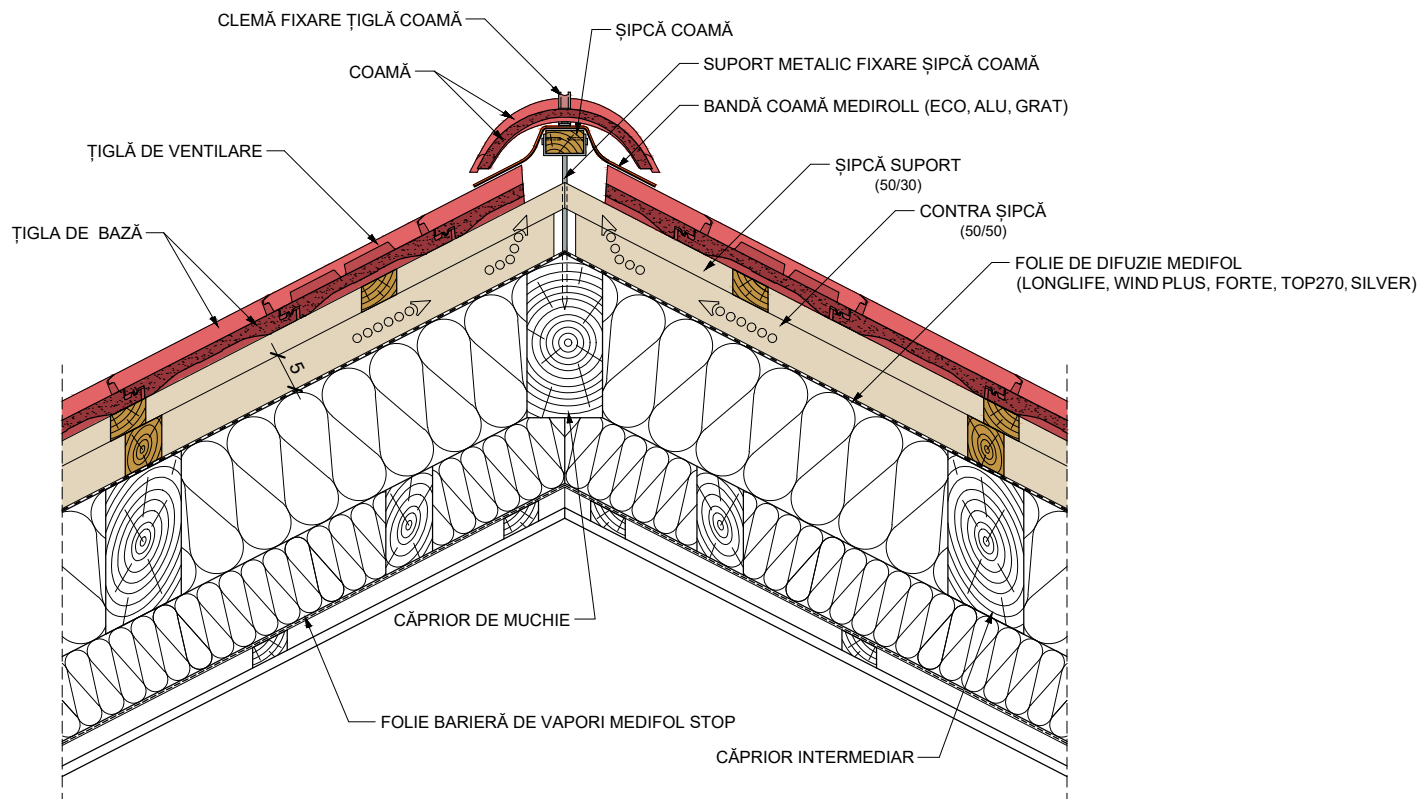 CLEMĂ FIXARE ȚIGLĂ COAMĂ
ȘIPCĂ COAMĂ
SUPORT METALIC FIXARE ȘIPCĂ COAMĂ
COAMĂ
BANDĂ COAMĂ MEDIROLL (ECO, ALU, GRAT)
ȚIGLĂ DE VENTILARE
ȘIPCĂ SUPORT
(50/30)
CONTRA ȘIPCĂ
(50/50)
ȚIGLA DE BAZĂ
FOLIE DE DIFUZIE MEDIFOL
(LONGLIFE, WIND PLUS, FORTE, TOP270, SILVER)
5
CĂPRIOR DE MUCHIE
FOLIE BARIERĂ DE VAPORI MEDIFOL STOP
CĂPRIOR INTERMEDIAR